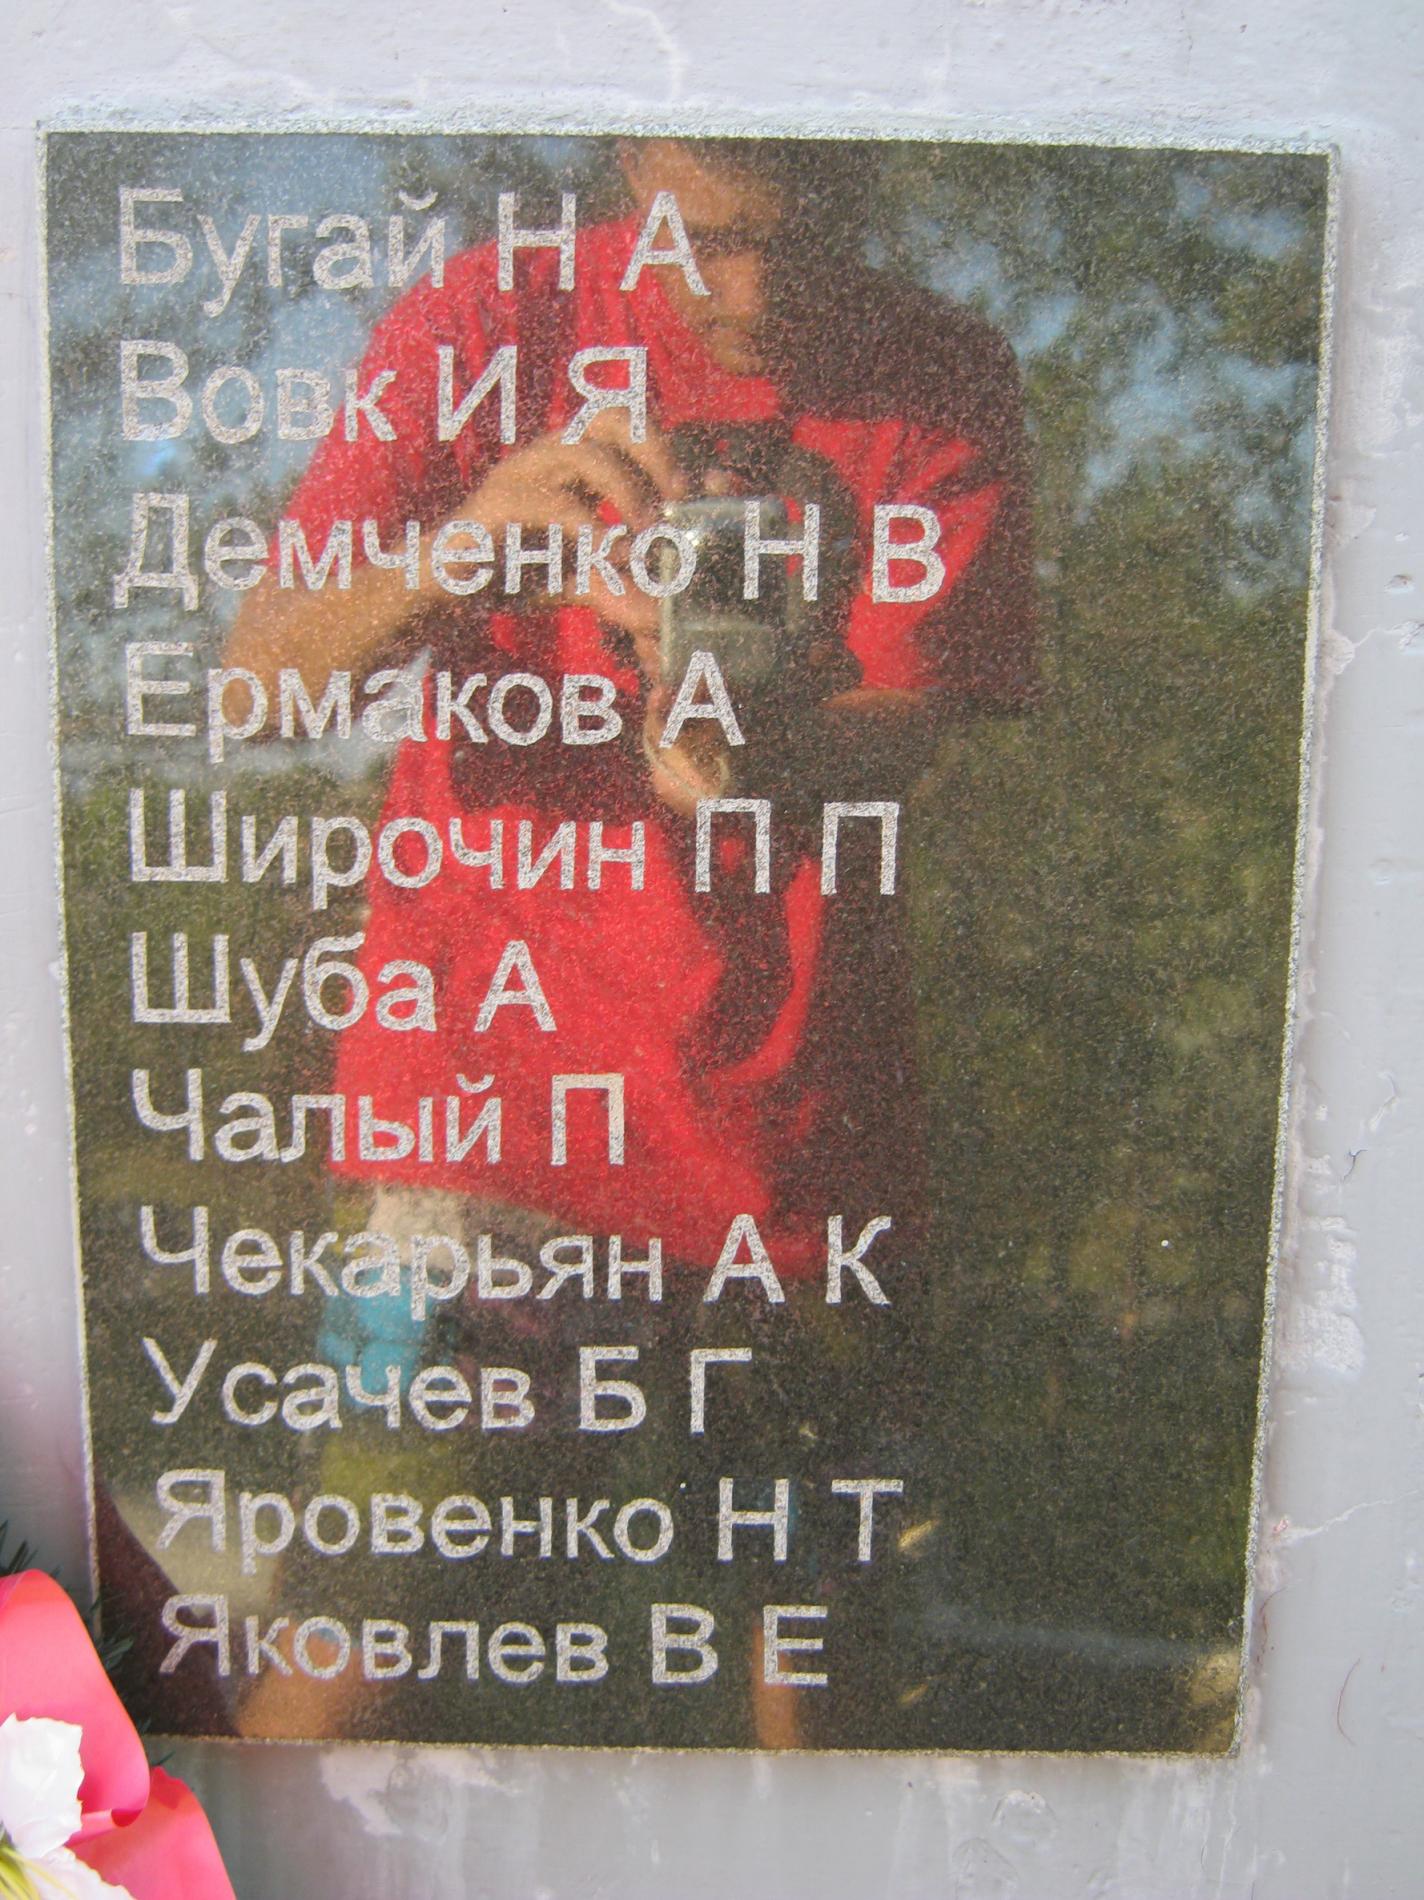 Бугай Н А
Вовк И Я
Демченко Н В
Ермаков А
Широчин П П
Шуба А
Чалый П
Чекарьян А К
Усачев Б Г
Яровенко Н Т
Яковлев В Е